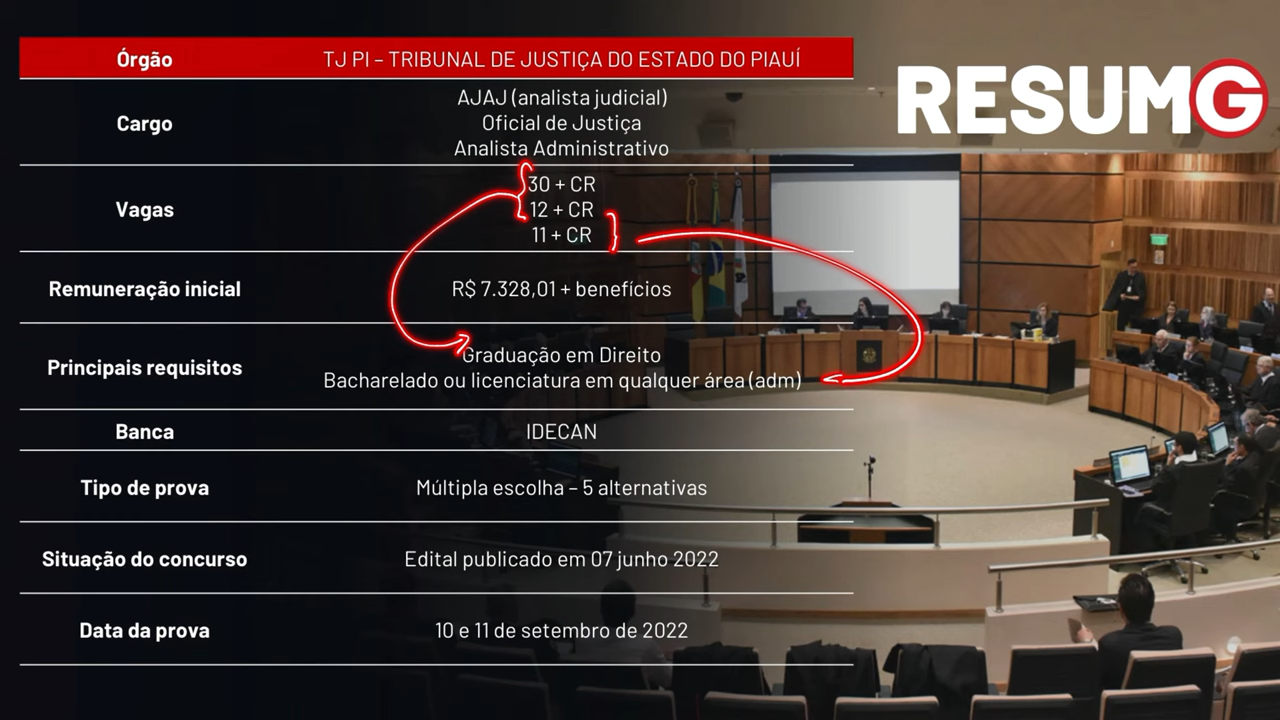 RESUMG
Órgão
TJ PI – TRIBUNAL DE JUSTIÇA DO ESTADO DO PIAUÍ
Cargo
AJAJ (analista judicial)
Oficial de Justiça
Analista Administrativo
Vagas
30 + CR
12 + CR
11 + CR
Remuneração inicial
R$ 7.328,01 + benefícios
Principais requisitos
Graduação em Direito
Bacharelado ou licenciatura em qualquer área (adm)
Banca
IDECAN
Tipo de prova
Múltipla escolha – 5 alternativas
Situação do concurso
Edital publicado em 07 junho 2022
Data da prova
10 e 11 de setembro de 2022